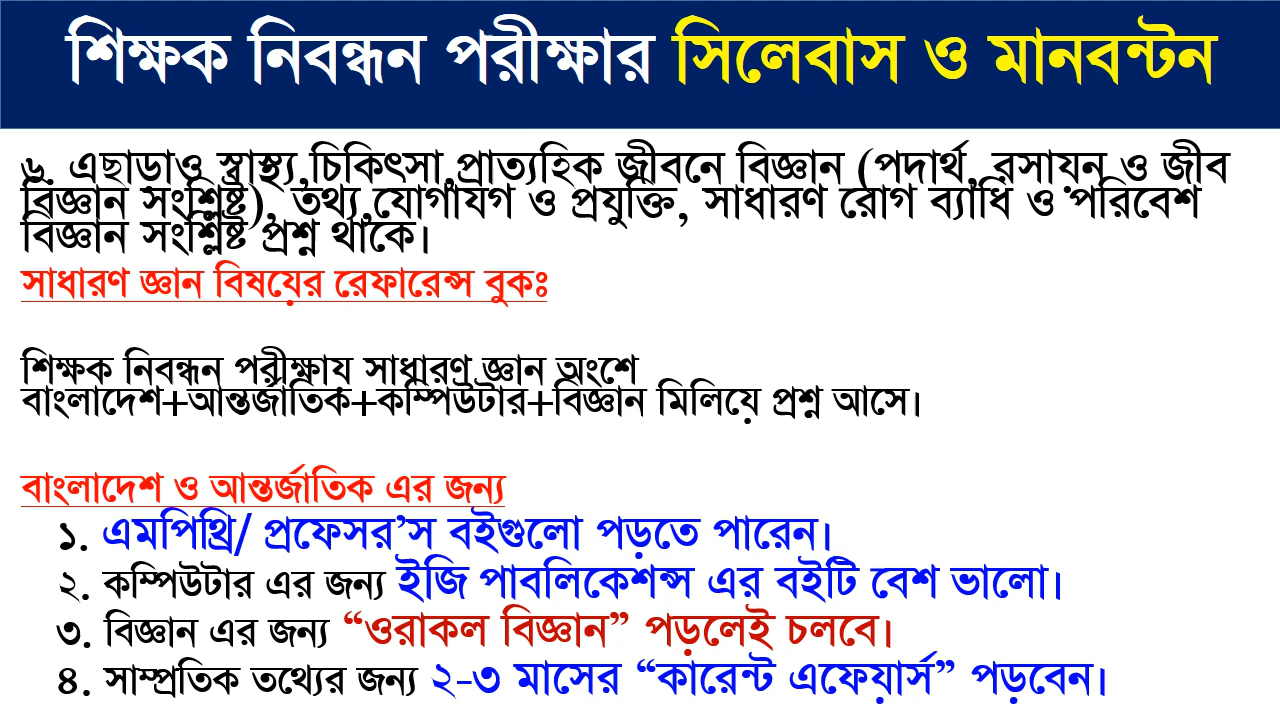 শিক্ষক নিবন্ধন পরীক্ষার সিলেবাস ও মানবন্টন
৬. এছাড়াও স্বাস্থ্য,চিকিৎসা,প্রাত্যহিক জীবনে বিজ্ঞান (পদার্থ, রসায়ন ও জীব
বিজ্ঞান সংশ্লিষ্ট), তথ্য,যোগাযগ ও প্রযুক্তি, সাধারণ রোগ ব্যাধি ও পরিবেশ
বিজ্ঞান সংশ্লিষ্ট প্রশ্ন থাকে।
সাধারণ জ্ঞান বিষয়ের রেফারেন্স বুকঃ
শিক্ষক নিবন্ধন পরীক্ষায় সাধারণ জ্ঞান অংশে
বাংলাদেশ+আন্তর্জাতিক+কম্পিউটার+বিজ্ঞান মিলিয়ে প্রশ্ন আসে।
বাংলাদেশ ও আন্তর্জাতিক এর জন্য
১. এমপিথ্রি/ প্রফেসর’স বইগুলো পড়তে পারেন।
২. কম্পিউটার এর জন্য ইজি পাবলিকেশন্স এর বইটি বেশ ভালো।
৩. বিজ্ঞান এর জন্য “ওরাকল বিজ্ঞান” পড়লেই চলবে।
৪. সাম্প্রতিক তথ্যের জন্য ২-৩ মাসের “কারেন্ট এফেয়ার্স” পড়বেন।